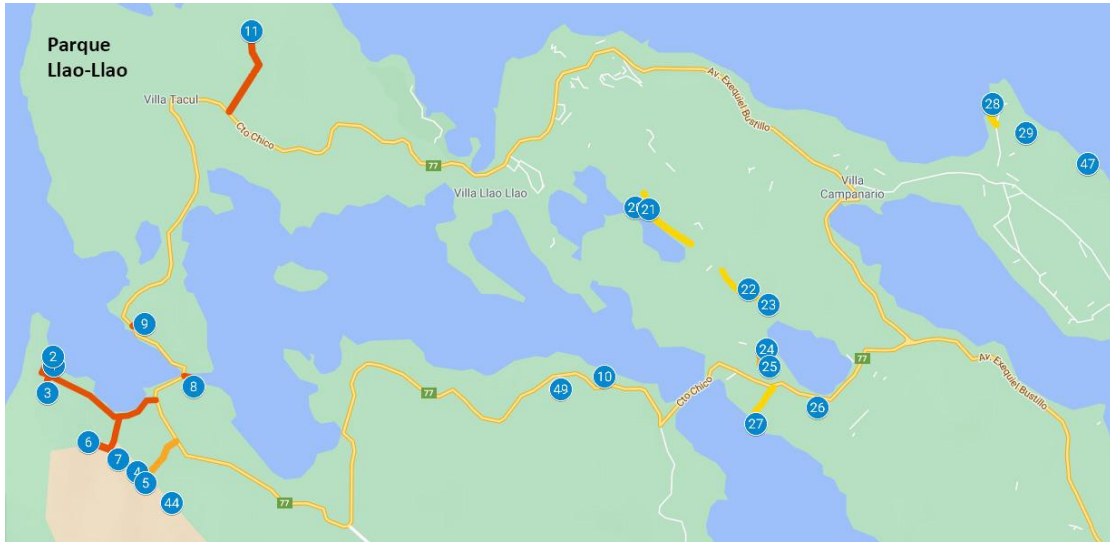 Parque
Llao-Llao
11
Villa Tacul
Cto Chico
77
Villa Llao Llao
Av. Exequiel Bustillo
28
29
47
Villa
Campanario
20
21
22
23
9
2
1
3
8
24
25
77
10
49
77
Cto Chico
Av. Exequiel Bustillo
26
27
6
7
4
5
44
77